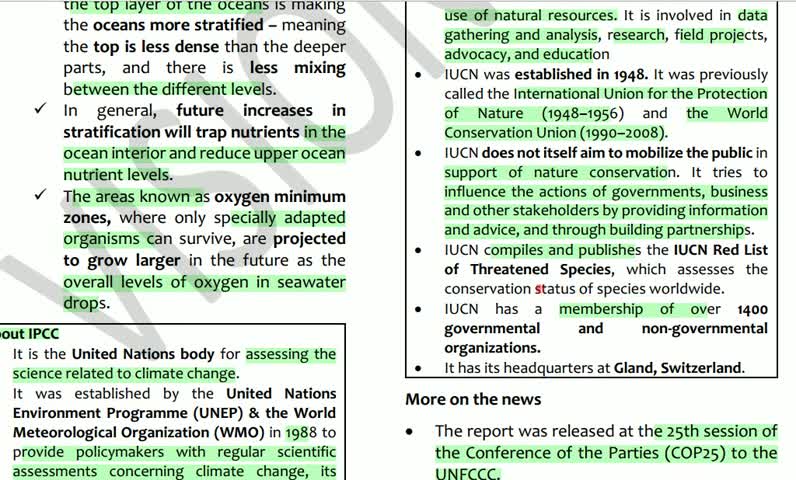 the top layer of the oceans is making
the oceans more stratified – meaning
the top is less dense than the deeper
parts, and there is less mixing
between the different levels.
✓ In general, future increases in
stratification will trap nutrients in the
ocean interior and reduce upper ocean
nutrient levels.
✓ The areas known as oxygen minimum
zones, where only specially adapted
organisms can survive, are projected
to grow larger in the future as the
overall levels of oxygen in seawater
drops.
out IPCC
It is the United Nations body for assessing the
science related to climate change.
It was established by the United Nations
Environment Programme (UNEP) & the World
Meteorological Organization (WMO) in 1988 to
provide policymakers with regular scientific
assessments concerning climate change, its
use of natural resources. It is involved in data
gathering and analysis, research, field projects,
advocacy, and education
• IUCN was established in 1948. It was previously
called the International Union for the Protection
of Nature (1948–1956) and the World
Conservation Union (1990–2008).
• IUCN does not itself aim to mobilize the public in
support of nature conservation. It tries to
influence the actions of governments, business
and other stakeholders by providing information
and advice, and through building partnerships.
• IUCN compiles and publishes the IUCN Red List
of Threatened Species, which assesses the
conservation status of species worldwide.
• IUCN has a membership of over 1400
governmental and non-governmental
organizations.
• It has its headquarters at Gland, Switzerland.
More on the news
• The report was released at the 25th session of
the Conference of the Parties (COP25) to the
UNFCCC.
VISION